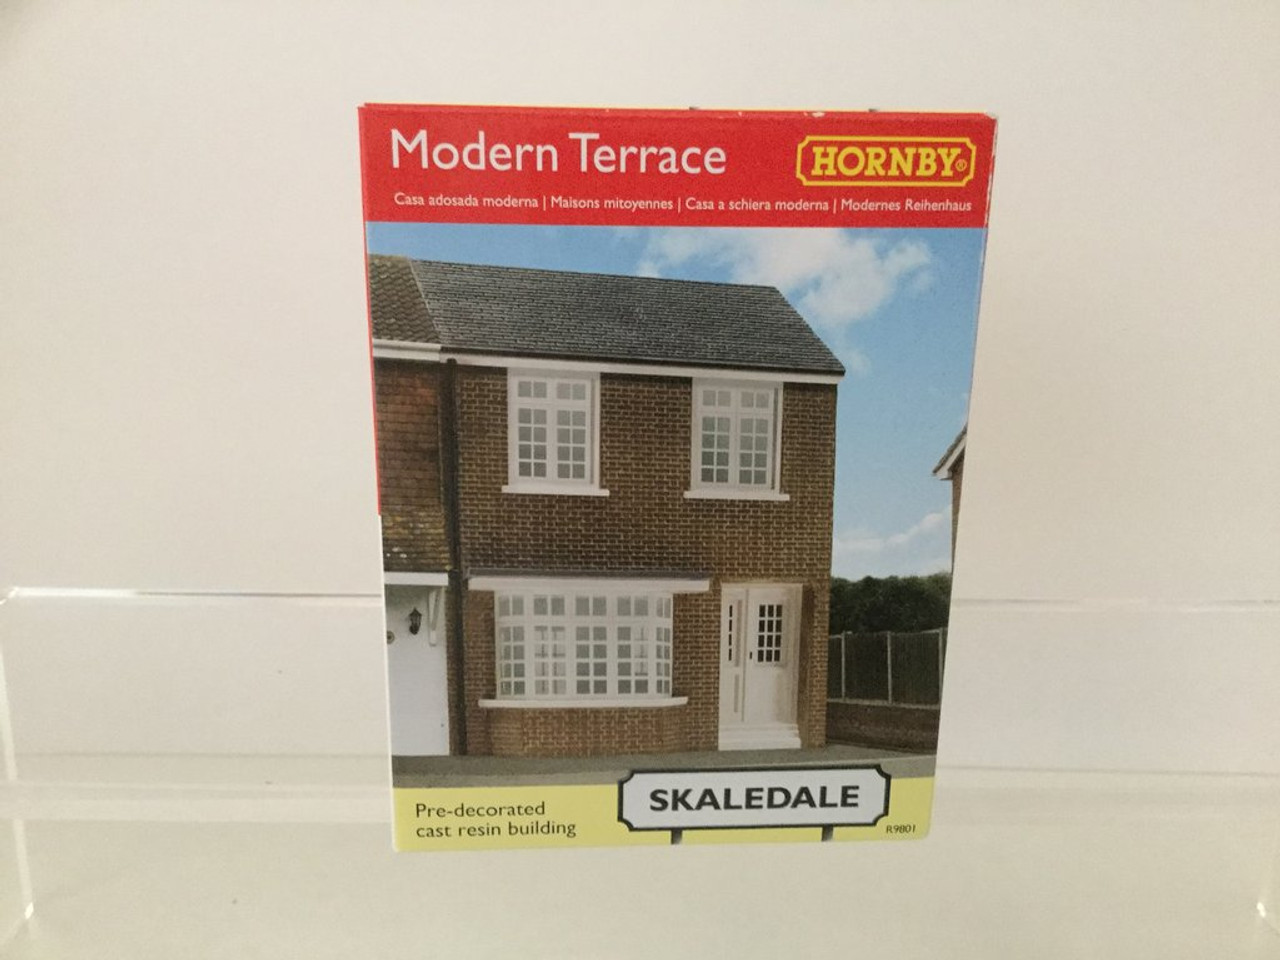 Modern Terrace
HORNBY®
Casa adosada moderna | Maisons mitoyennes | Casa a schiera moderna | Modernes Reihenhaus
SKALEDALE
Pre-decorated
cast resin building
R9801